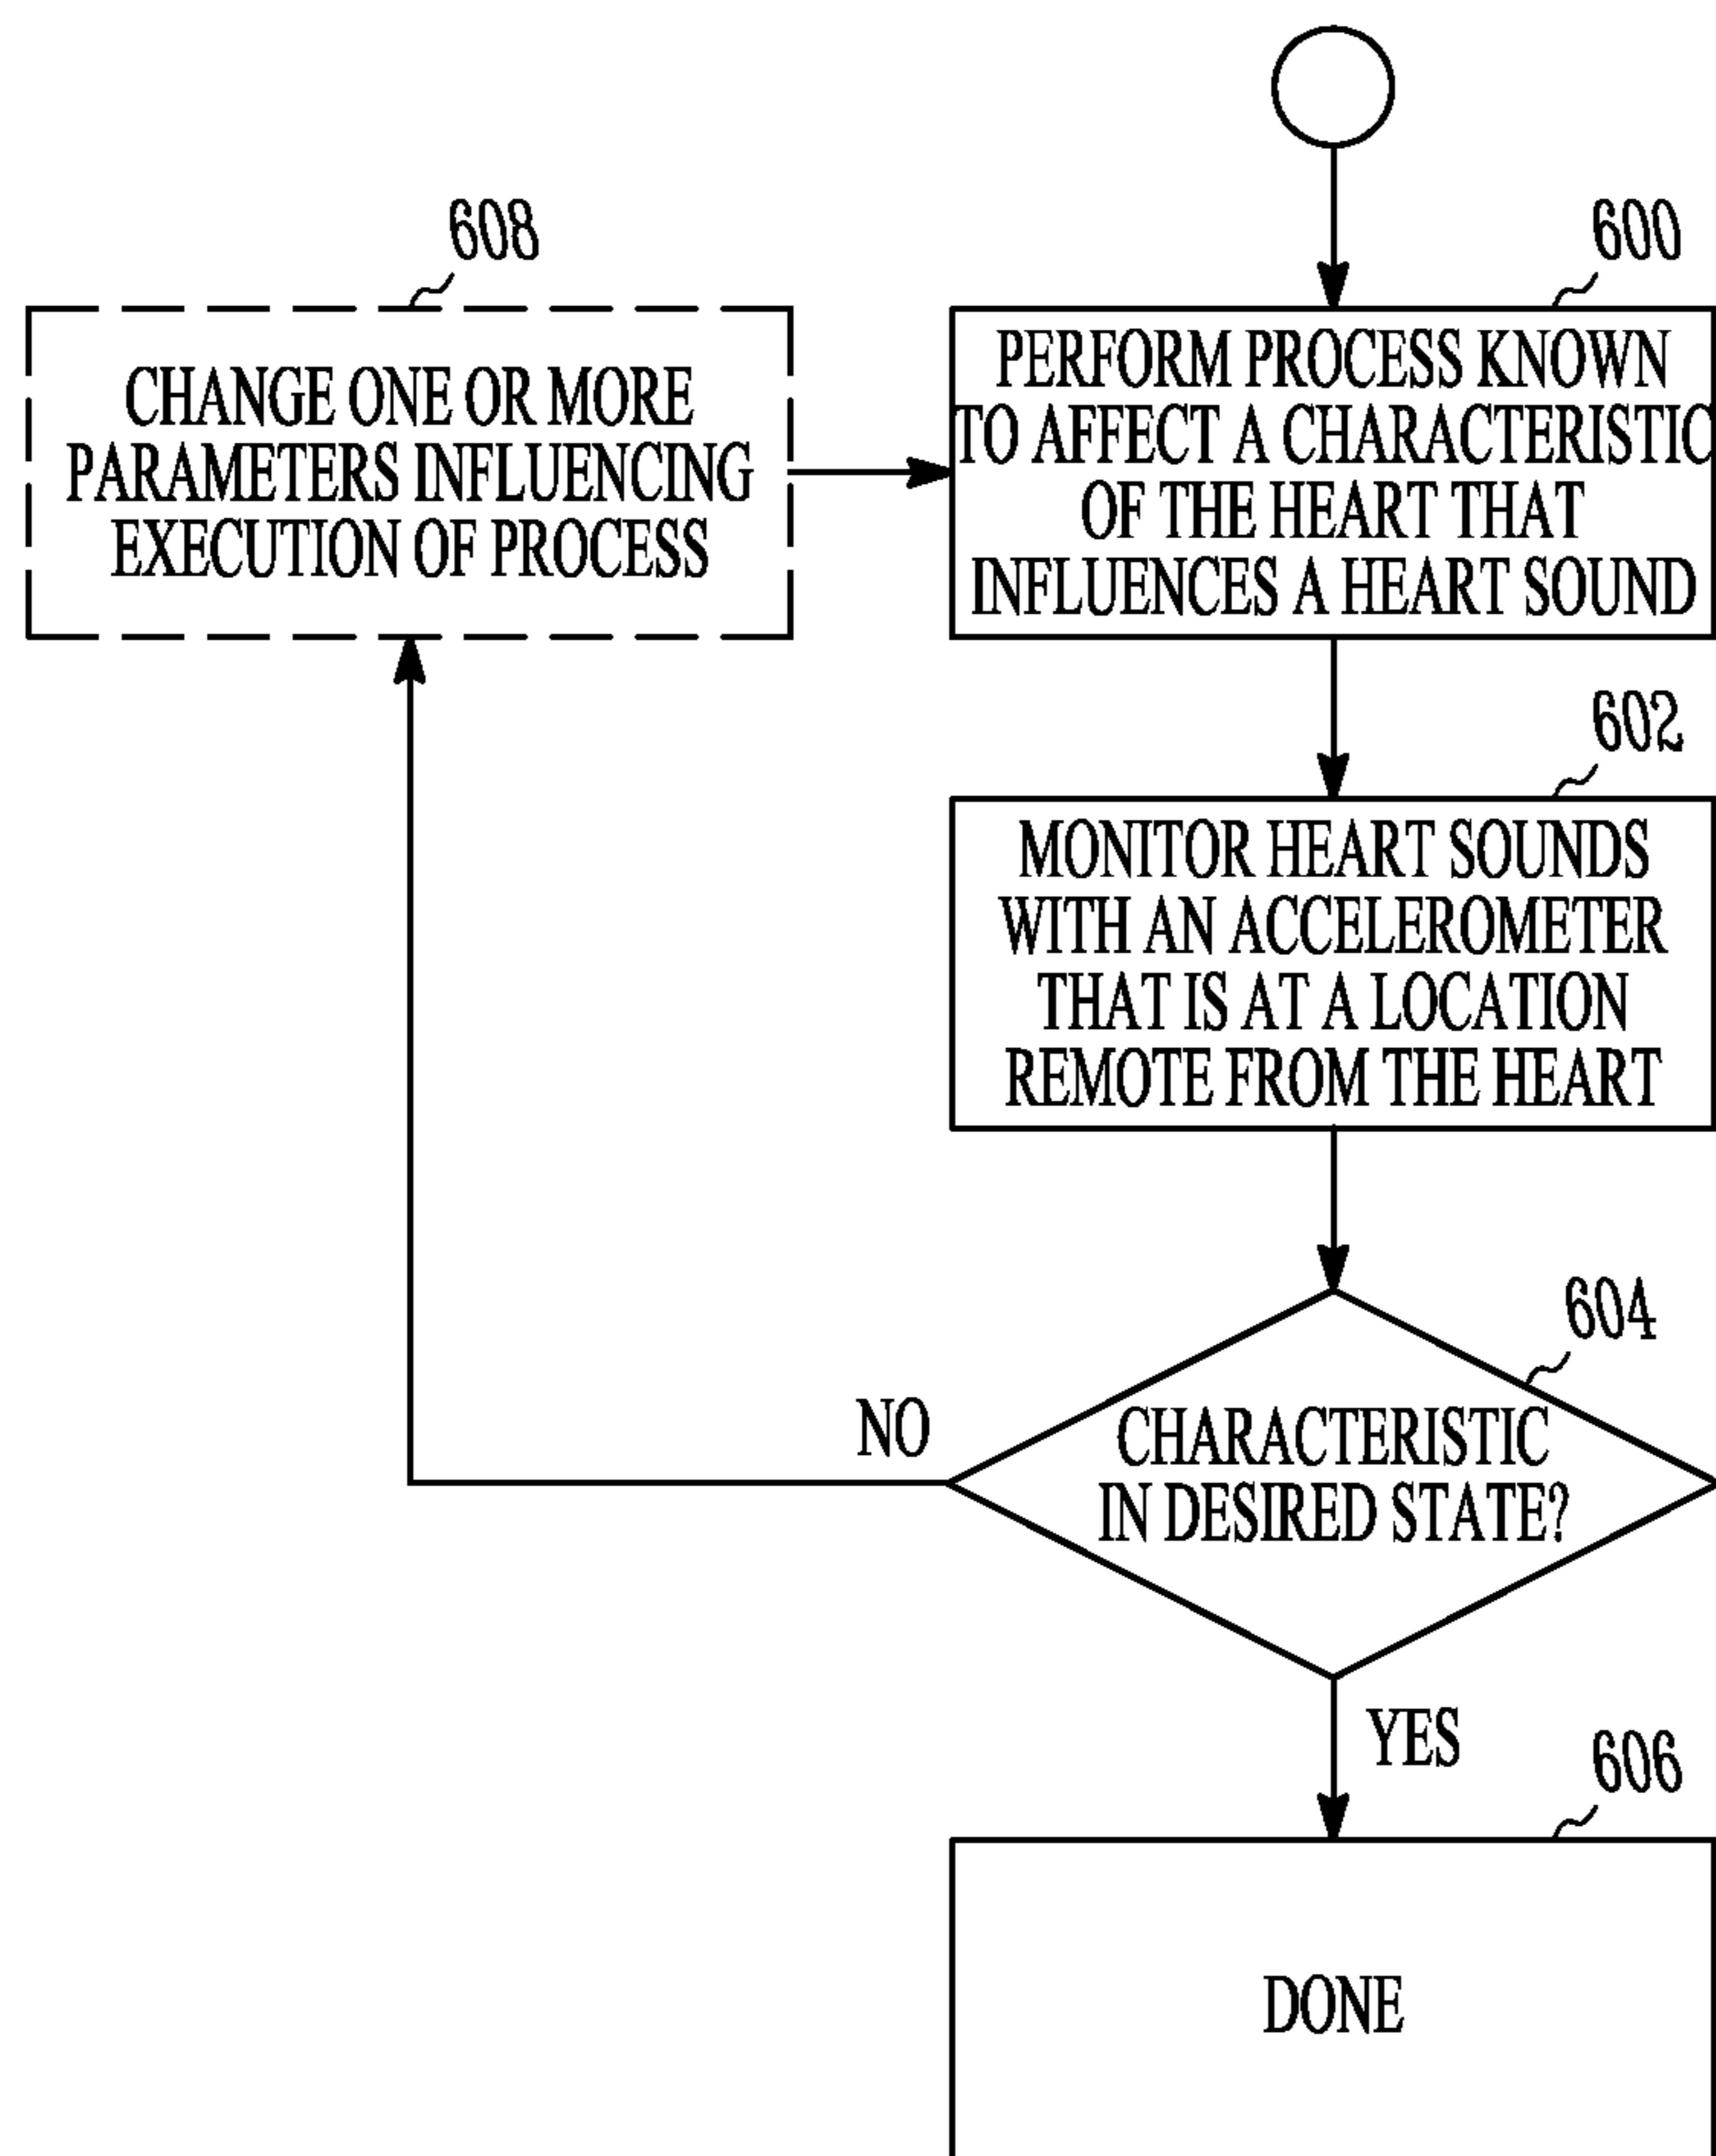 608
CHANGE ONE OR MORE
PARAMETERS INFLUENCING
EXECUTION OF PROCESS
600
PERFORM PROCESS KNOWN
TO AFFECT A CHARACTERISTIC
OF THE HEART THAT
INFLUENCES A HEART SOUND
602
MONITOR HEART SOUNDS
WITH AN ACCELEROMETER
THAT IS AT A LOCATION
REMOTE FROM THE HEART
604
CHARACTERISTIC
IN DESIRED STATE?
NO
YES
606
DONE